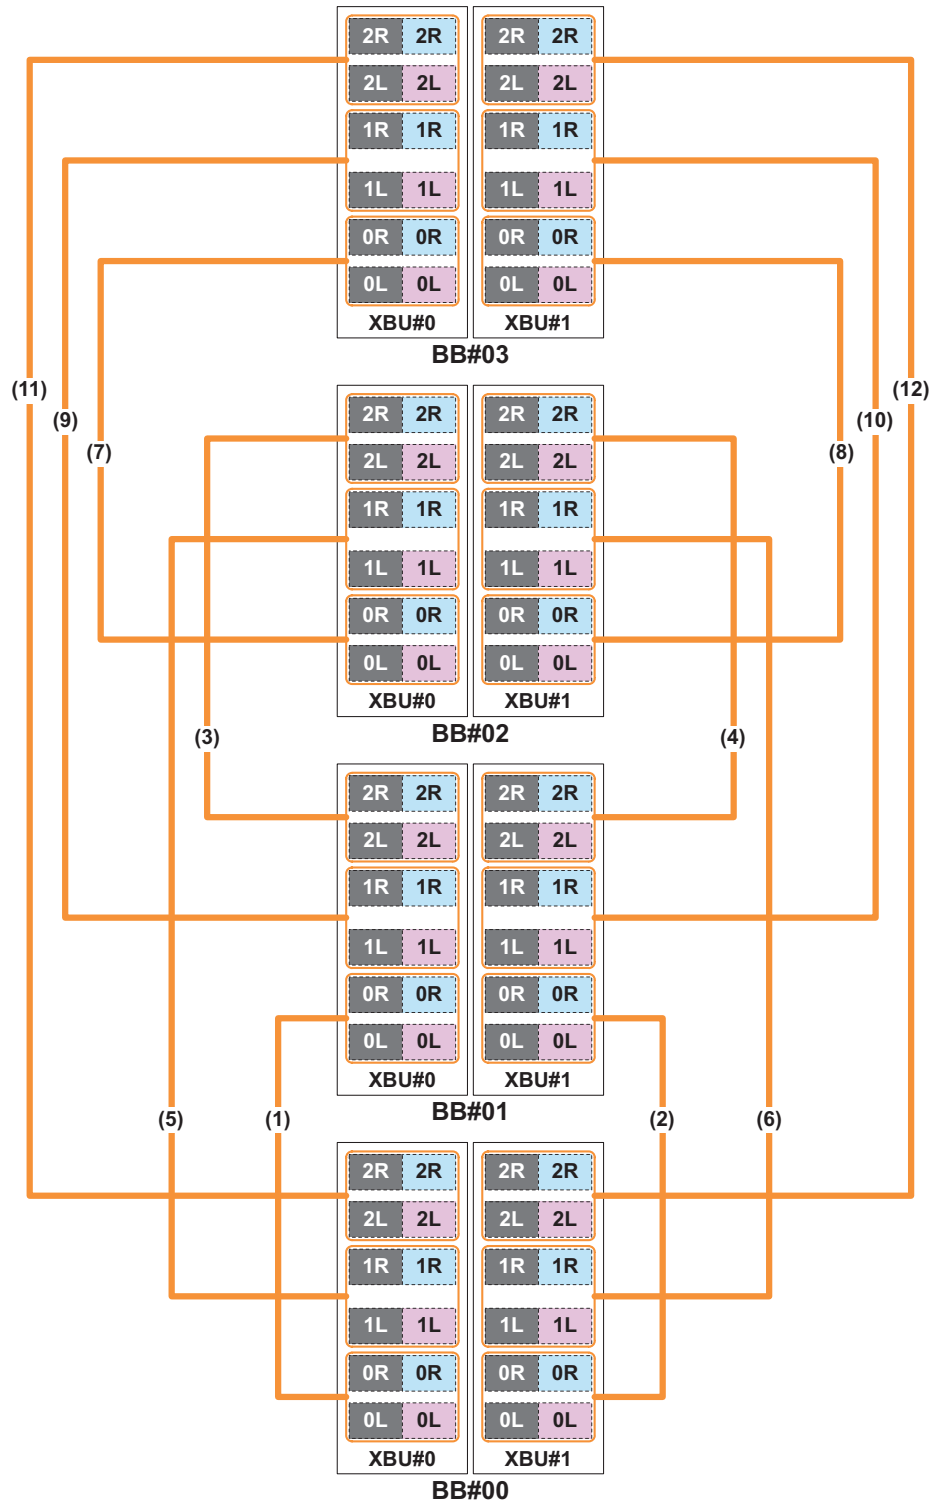 2R 2R 2R 2R
2L 2L 2L 2L
1R 1R 1R 1R
1L 1L 1L 1L
0R 0R 0R 0R
0L 0L 0L 0L
XBU#0 XBU#1
BB#03
(11) (12)
(9) (10)
(7) (8)
2R 2R 2R 2R
2L 2L 2L 2L
1R 1R 1R 1R
1L 1L 1L 1L
0R 0R 0R 0R
0L 0L 0L 0L
XBU#0 XBU#1
BB#02
(3) (4)
2R 2R 2R 2R
2L 2L 2L 2L
1R 1R 1R 1R
1L 1L 1L 1L
0R 0R 0R 0R
0L 0L 0L 0L
XBU#0 XBU#1
BB#01
(5) (1) (2) (6)
2R 2R 2R 2R
2L 2L 2L 2L
1R 1R 1R 1R
1L 1L 1L 1L
0R 0R 0R 0R
0L 0L 0L 0L
XBU#0 XBU#1
BB#00